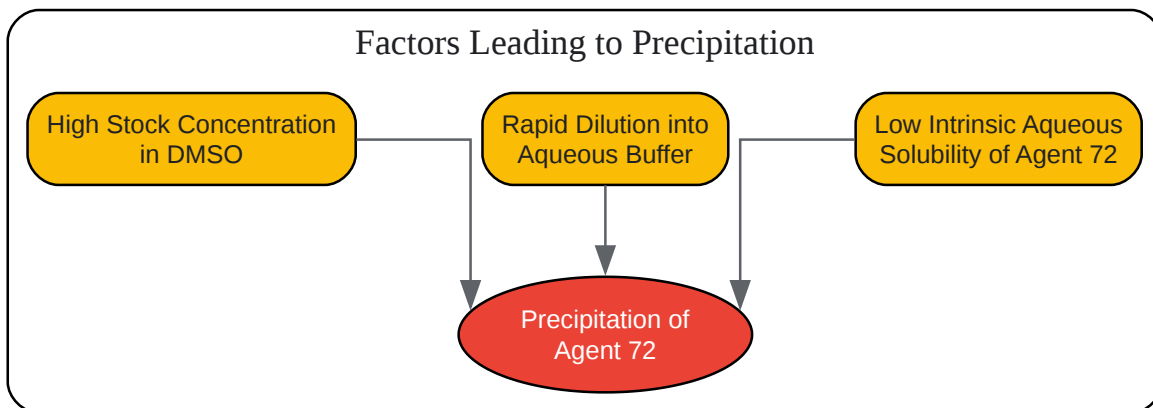 Factors Leading to Precipitation
High Stock Concentration
in DMSO
Rapid Dilution into
Aqueous Buffer
Low Intrinsic Aqueous
Solubility of Agent 72
Precipitation of
Agent 72